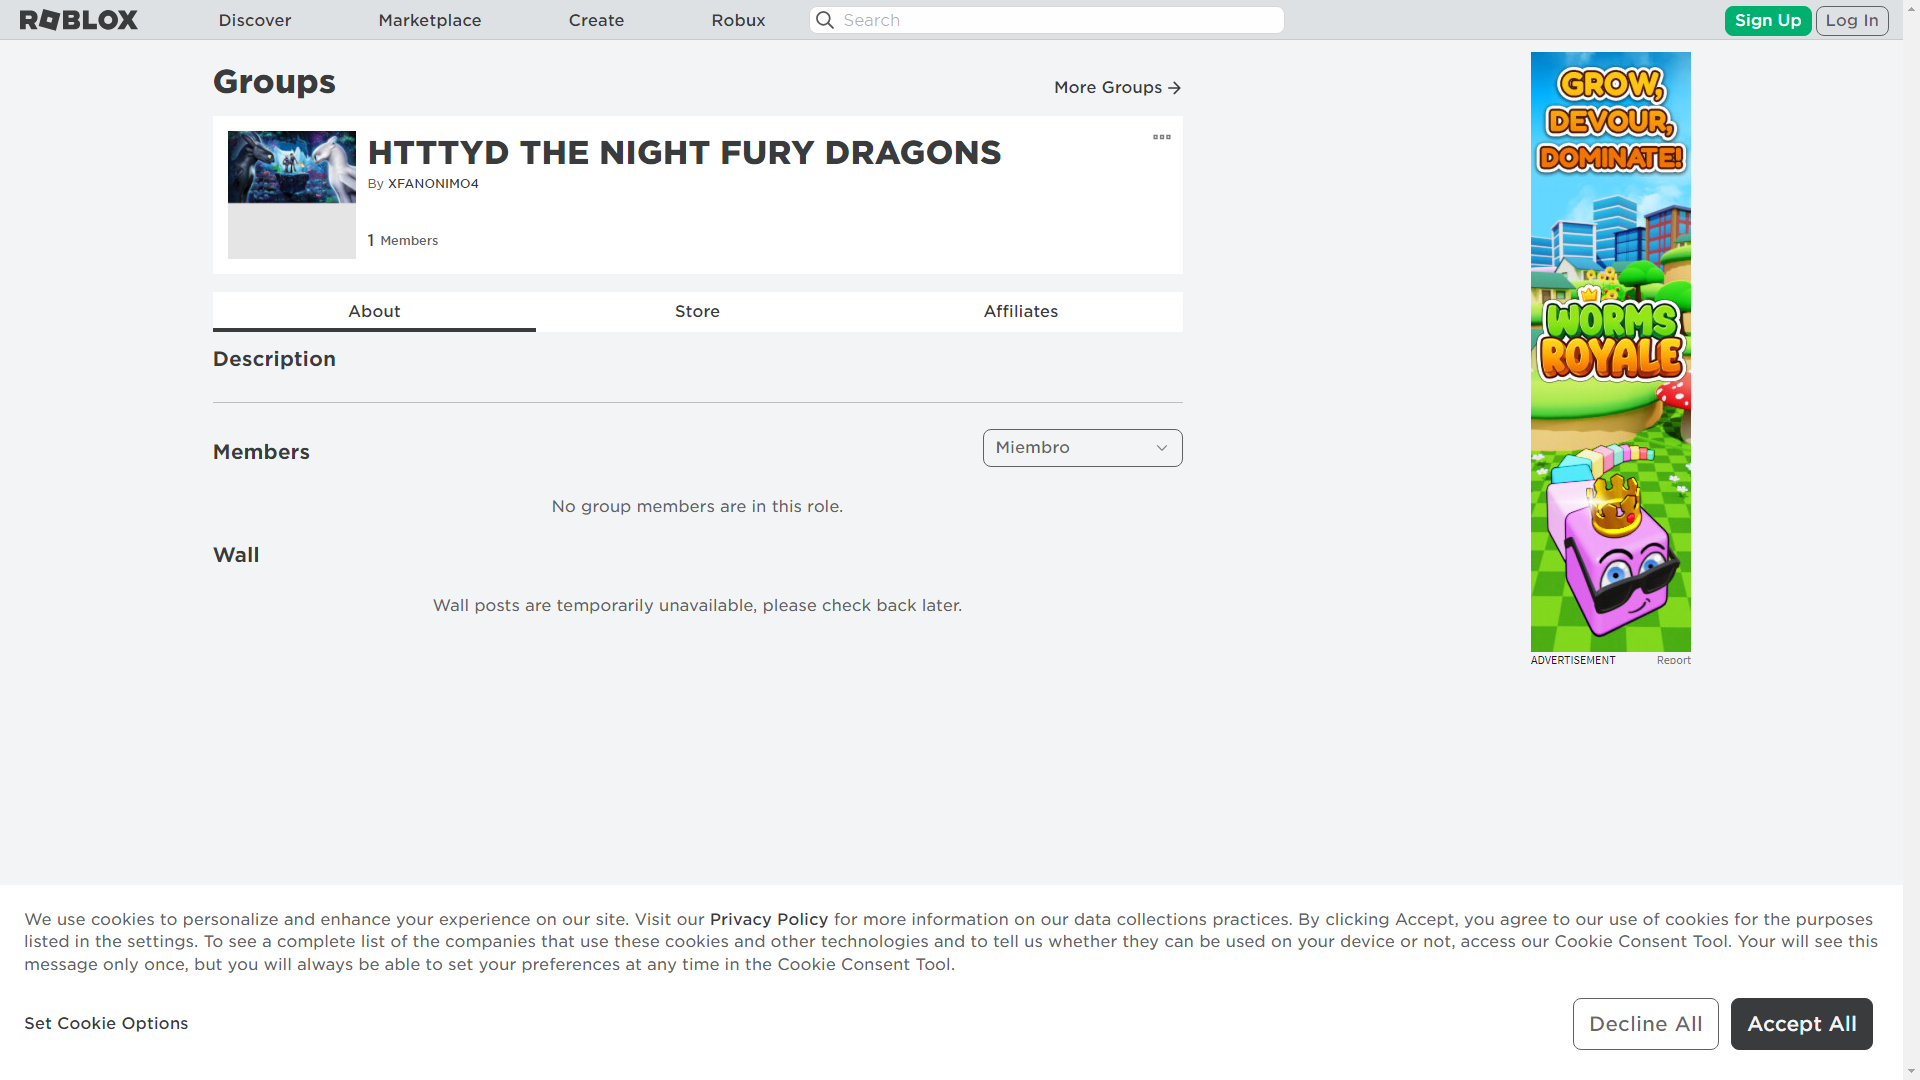 ROBLOX
Discover
Marketplace
Create
Robux
Search
Sign Up
Log In
Groups
More Groups
HTTTYD THE NIGHT FURY DRAGONS
By XFANONIMO4
1 Members
About
Store
Affiliates
Description
Members
Miembro
No group members are in this role.
Wall
Wall posts are temporarily unavailable, please check back later.
GROW,
DEVOUR,
DOMINATE!
WORMS
ROYALE
ADVERTISEMENT
Report
We use cookies to personalize and enhance your experience on our site. Visit our Privacy Policy for more information on our data collections practices. By clicking Accept, you agree to our use of cookies for the purposes
listed in the settings. To see a complete list of the companies that use these cookies and other technologies and to tell us whether they can be used on your device or not, access our Cookie Consent Tool. Your will see this
message only once, but you will always be able to set your preferences at any time in the Cookie Consent Tool.
Set Cookie Options
Decline All
Accept All